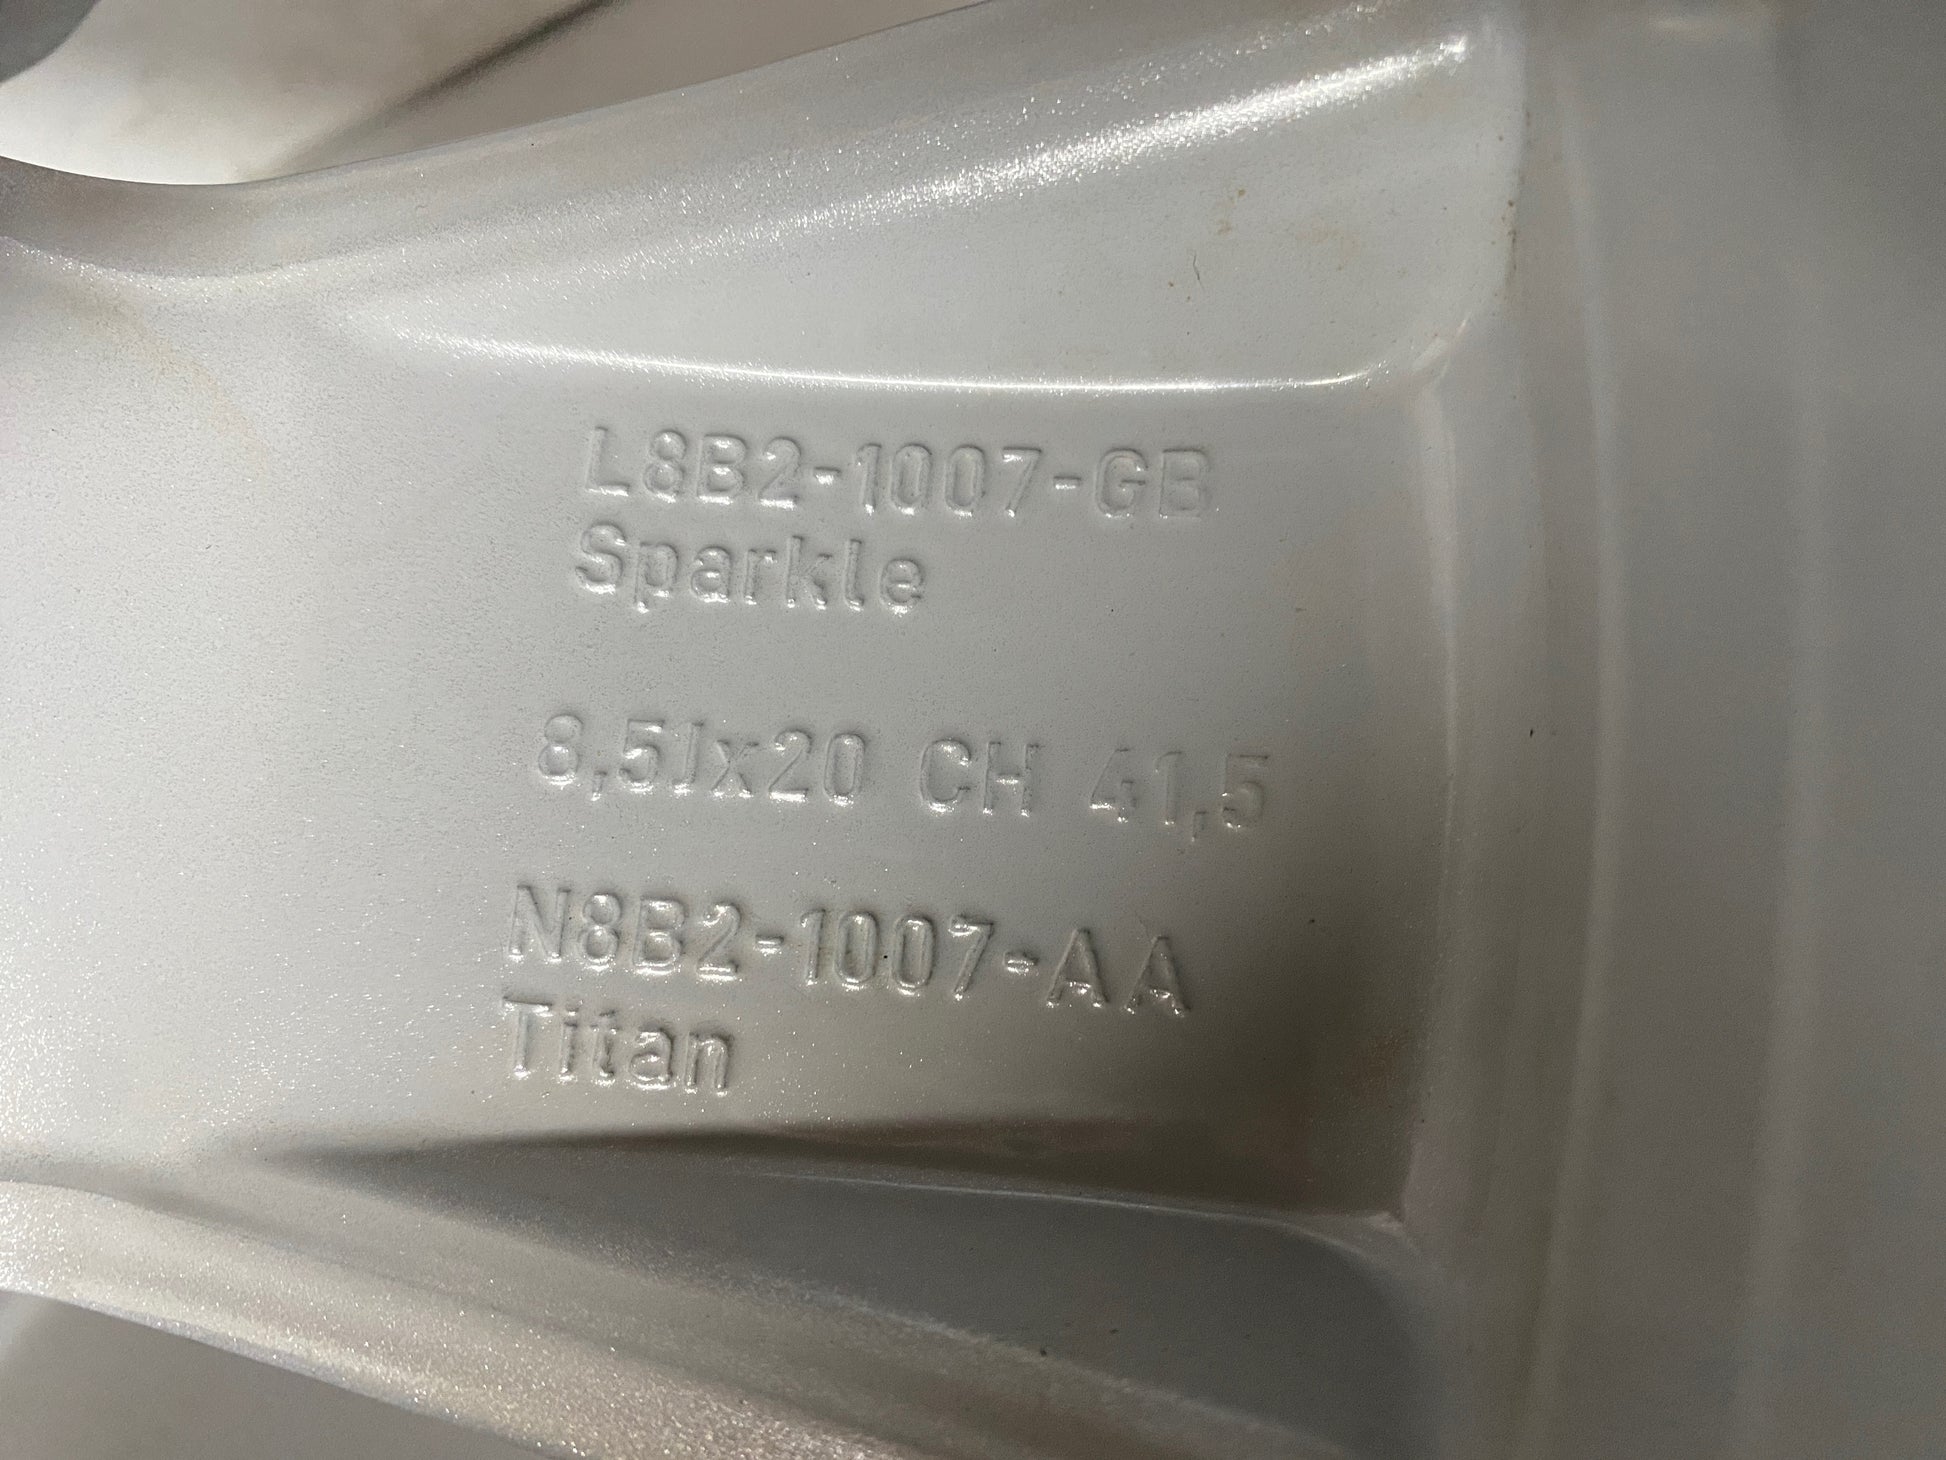 L8B2-1007-GB
Sparkle
8,5Jx20 CH 41,5
N8B2-1007-AA
Titan